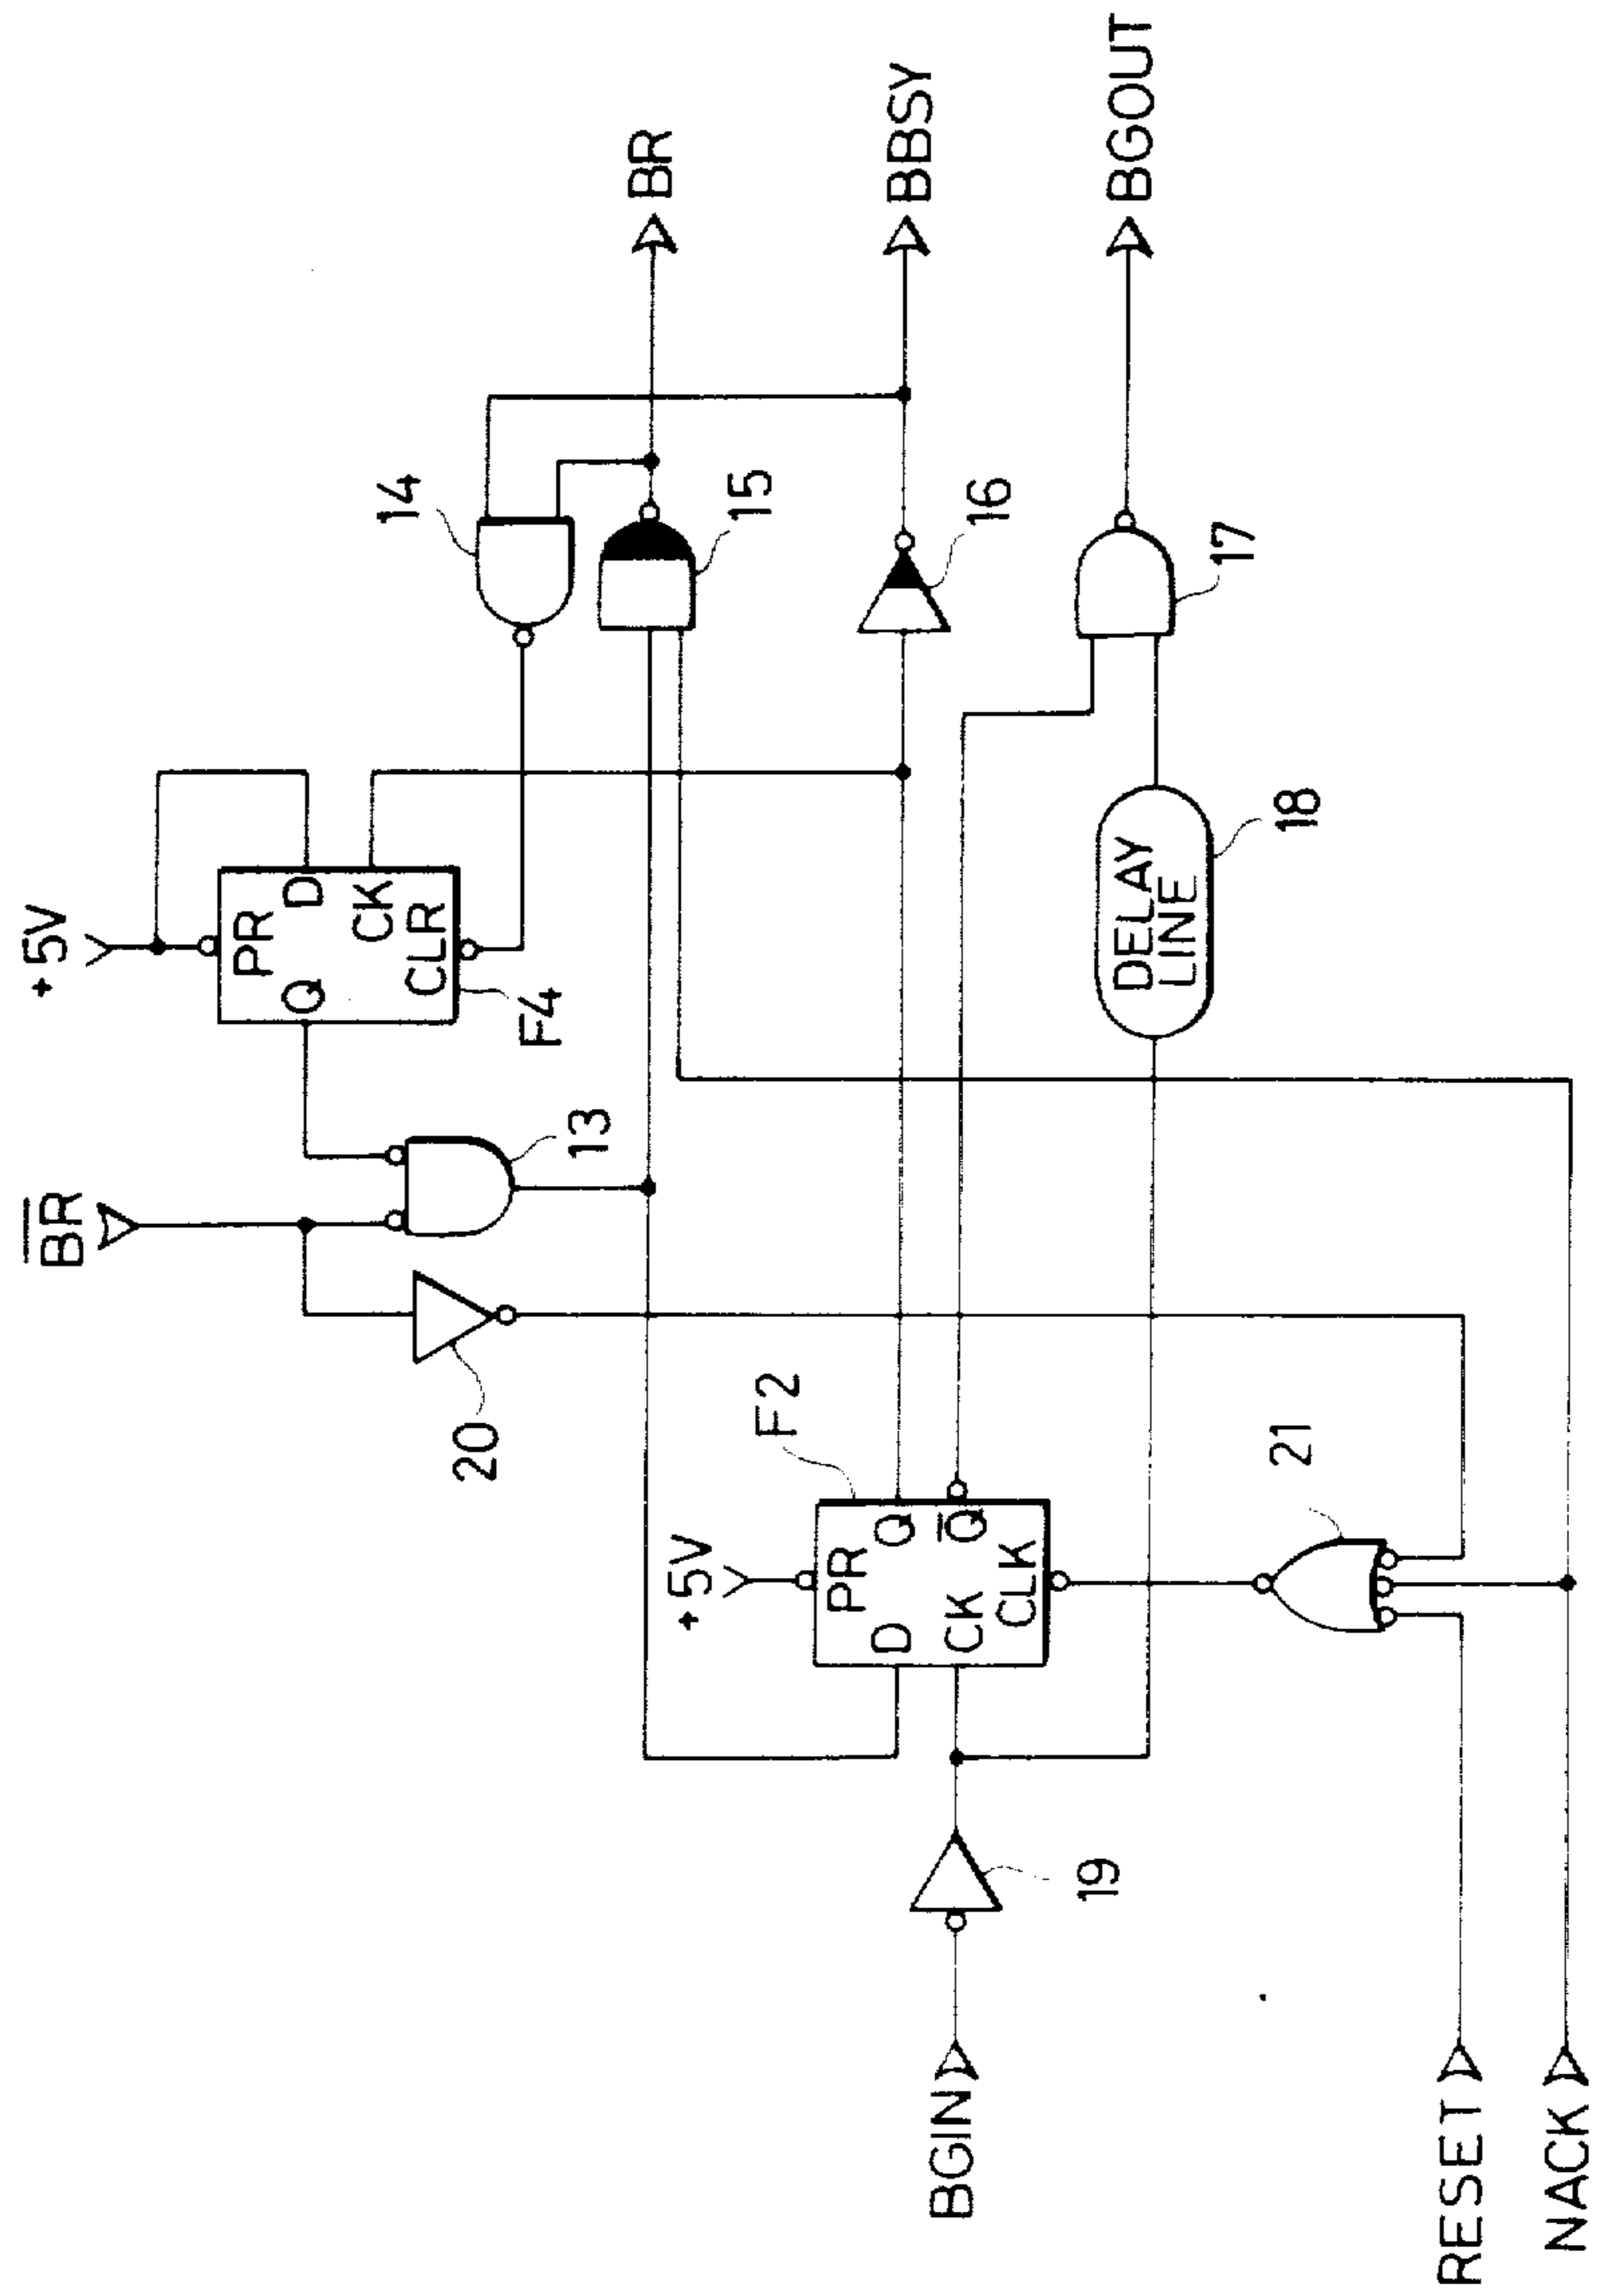 +5V
PR
D
Q
CK
CLR
F4
B̅R̅
13
14
15
BR
20
16
BBSY
+5V
F2
PR
Q
D
Q̅
CK
CLK
17
BGOUT
DELAY
LINE
18
21
19
BGIN
RESET
NACK